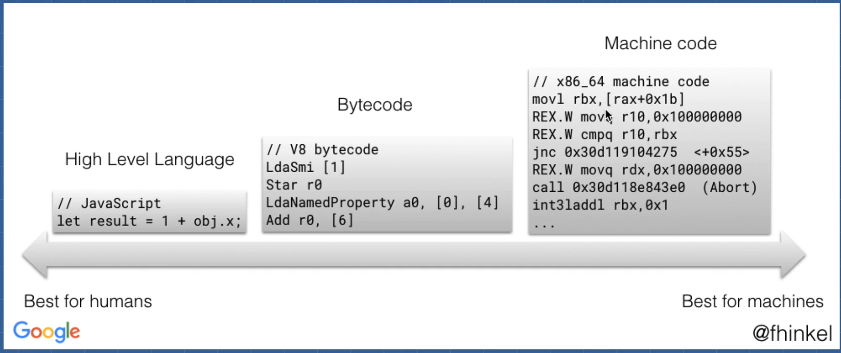 Machine code
// x86_64 machine code
movl rbx,[rax+0x1b]
REX.W movq r10,0x100000000
REX.W cmpq r10,rbx
jnc 0x30d119104275 <+0x55>
REX.W movq rdx,0x100000000
call 0x30d118e843e0 (Abort)
int3laddl rbx,0x1
...
Bytecode
// V8 bytecode
LdaSmi [1]
Star r0
LdaNamedProperty a0, [0], [4]
Add r0, [6]
High Level Language
// JavaScript
let result = 1 + obj.x;
Best for humans
Best for machines
Google
@fhinkel